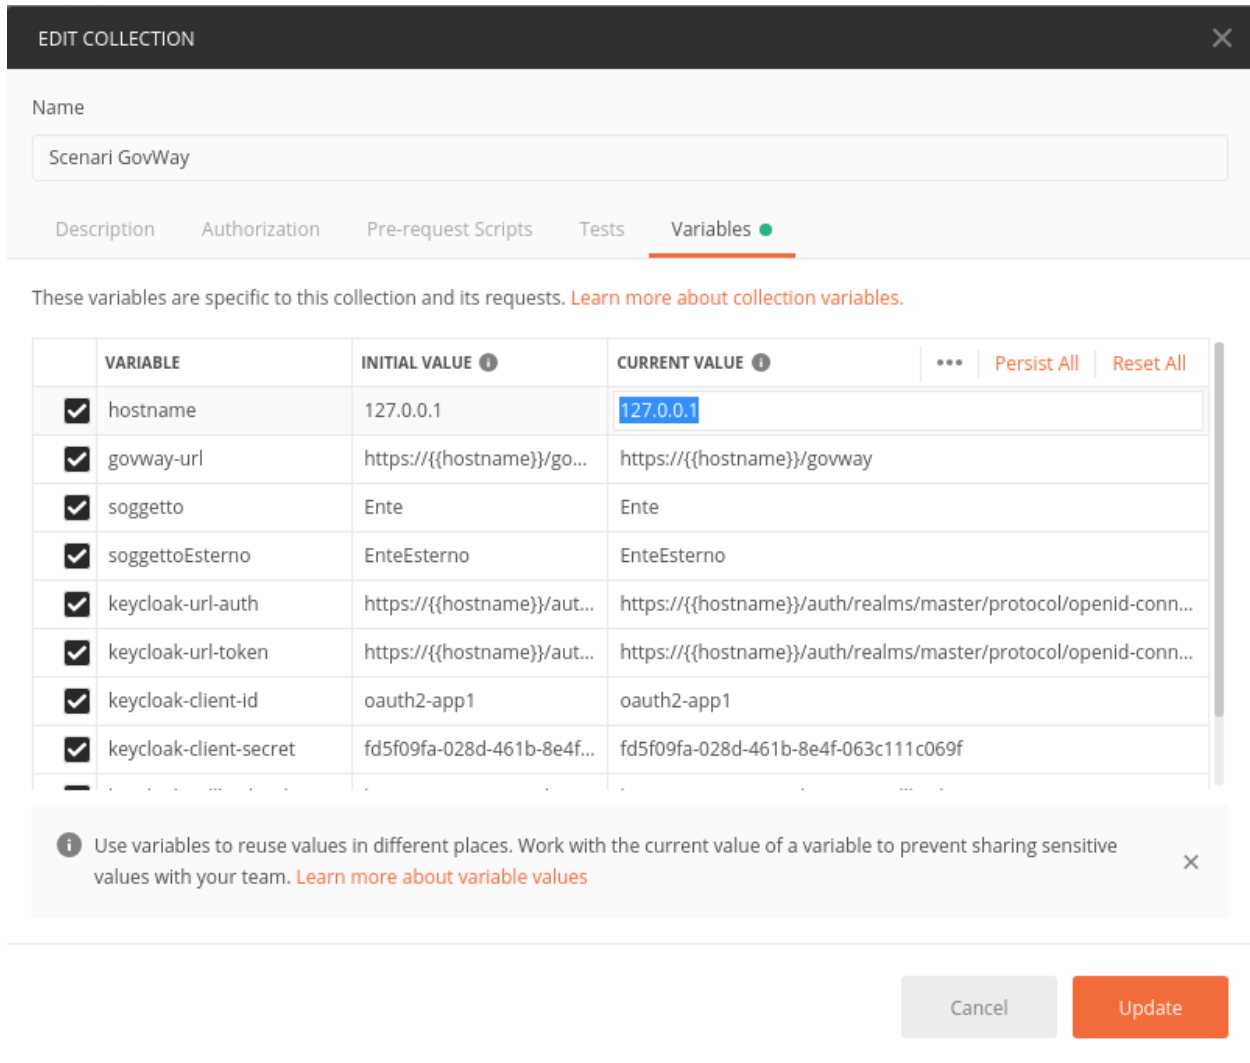 EDIT COLLECTION
Name
Scenari GovWay
Description Authorization Pre-request Scripts Tests Variables
These variables are specific to this collection and its requests. Learn more about collection variables.
VARIABLE INITIAL VALUE CURRENT VALUE ••• Persist All Reset All
hostname 127.0.0.1 127.0.0.1
govway-url https://{{hostname}}/go... https://{{hostname}}/govway
soggetto Ente Ente
soggettoEsterno EnteEsterno EnteEsterno
keycloak-url-auth https://{{hostname}}/aut... https://{{hostname}}/auth/realms/master/protocol/openid-conn...
keycloak-url-token https://{{hostname}}/aut... https://{{hostname}}/auth/realms/master/protocol/openid-conn...
keycloak-client-id oauth2-app1 oauth2-app1
keycloak-client-secret fd5f09fa-028d-461b-8e4f... fd5f09fa-028d-461b-8e4f-063c111c069f
Use variables to reuse values in different places. Work with the current value of a variable to prevent sharing sensitive
values with your team. Learn more about variable values
Cancel Update